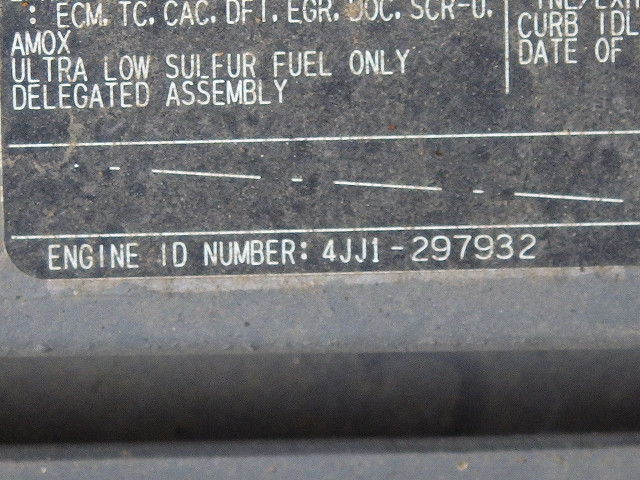 : ECM, TC, CAC, DFI, EGR, DOC, SCR-U,
AMOX
ULTRA LOW SULFUR FUEL ONLY
DELEGATED ASSEMBLY
CURB IDL
DATE OF
ENGINE ID NUMBER: 4JJ1-297932